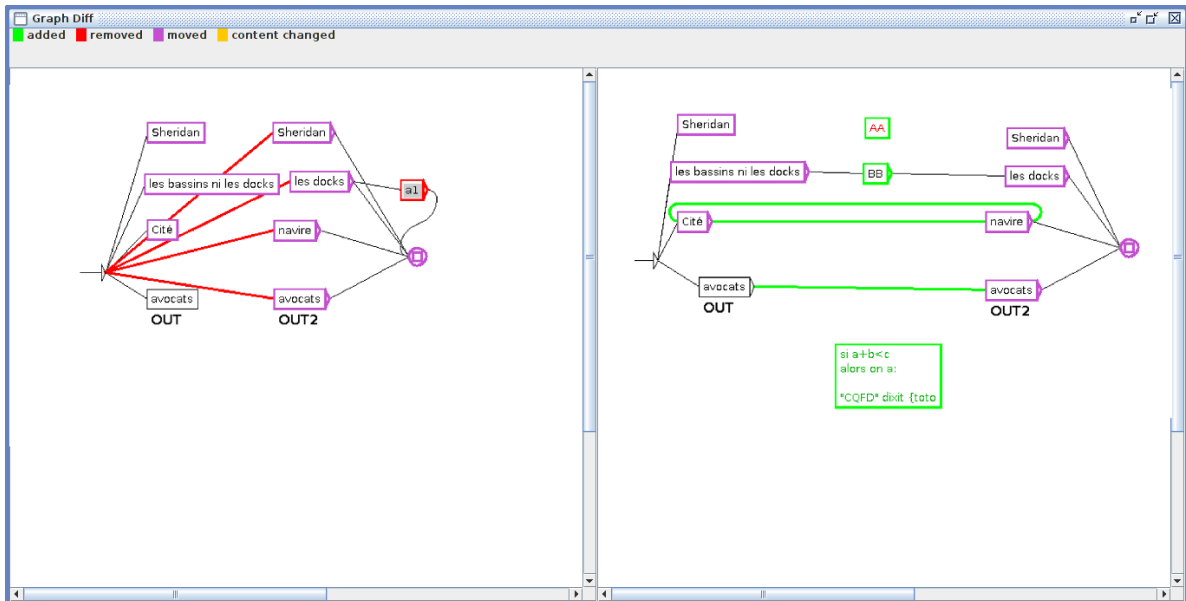 Graph Diff
added removed moved content changed
Sheridan Sheridan
les bassins ni les docks les docks a1
Cité navire
avocats avocats
OUT OUT2
Sheridan AA Sheridan
les bassins ni les docks BB les docks
Cité navire
avocats avocats
OUT OUT2
si a+b<c
alors on a:
"CQFD" dixit {toto